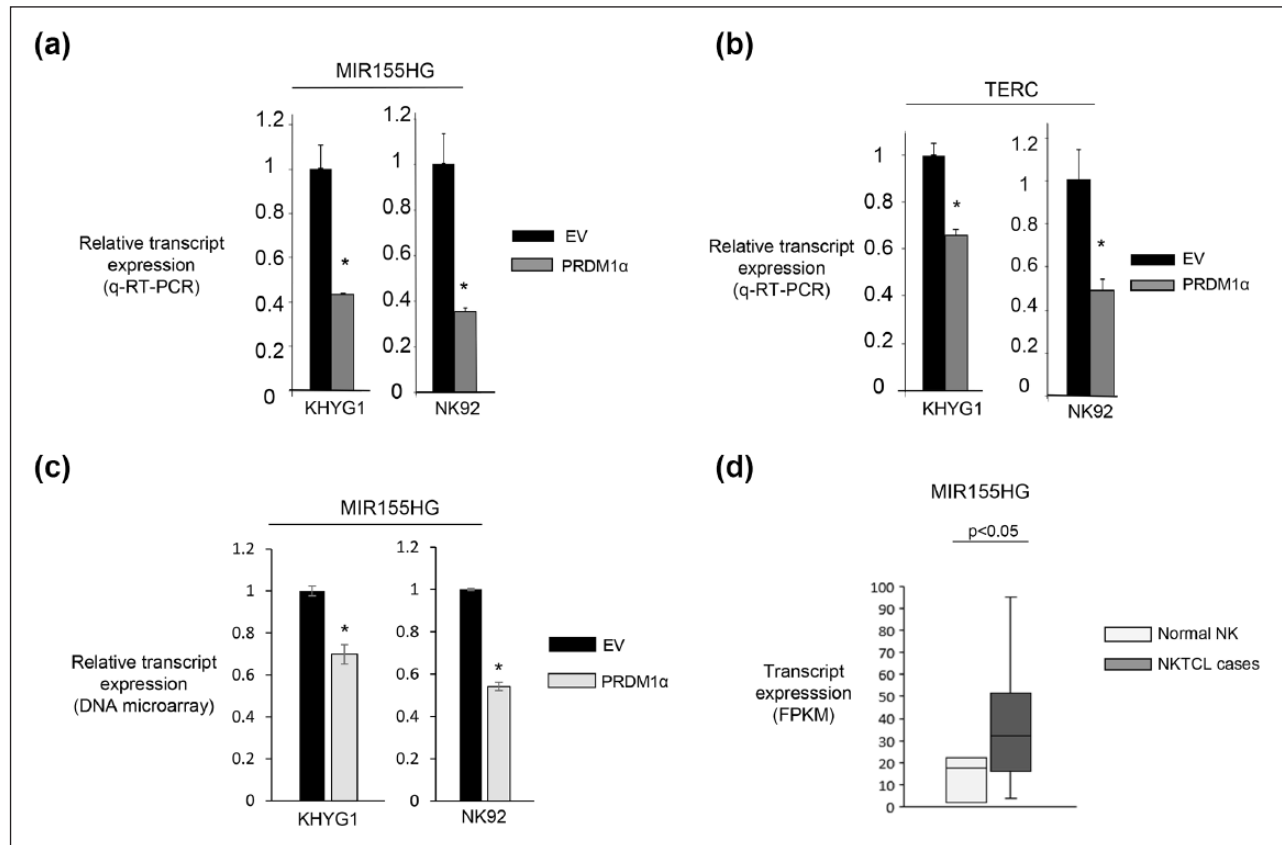 (a)
MIR155HG
1.2
1
0.8
0.6
0.4
0.2
0
*
KHYG1
1.2
1
0.8
0.6
0.4
0.2
0
*
NK92
Relative transcript
expression
(q-RT-PCR)
EV
PRDM1α
(b)
TERC
1.2
1
0.8
0.6
0.4
0.2
0
*
KHYG1
1.2
1
0.8
0.6
0.4
0.2
0
*
NK92
Relative transcript
expression
(q-RT-PCR)
EV
PRDM1α
(c)
MIR155HG
1.2
1
0.8
0.6
0.4
0.2
0
*
KHYG1
1.2
1
0.8
0.6
0.4
0.2
0
*
NK92
Relative transcript
expression
(DNA microarray)
EV
PRDM1α
(d)
MIR155HG
p<0.05
100
90
80
70
60
50
40
30
20
10
0
Transcript
expresssion
(FPKM)
Normal NK
NKTCL cases